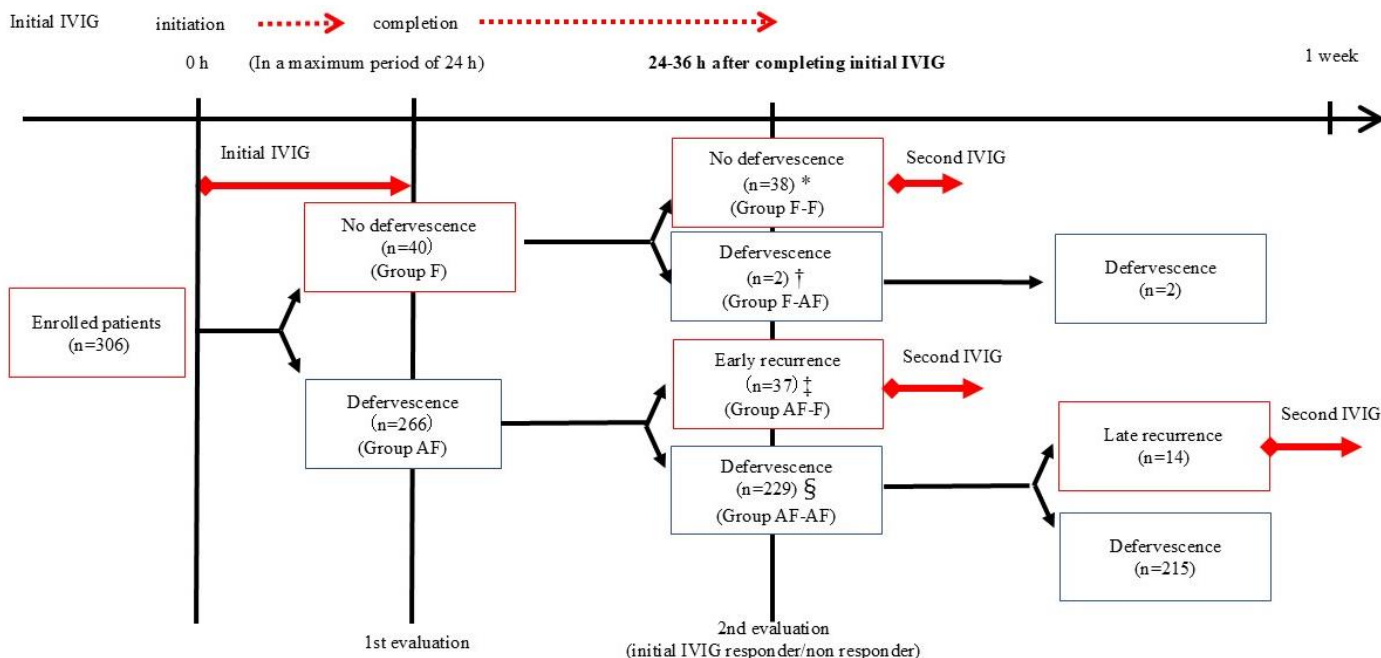 Initial IVIG initiation completion
0 h (In a maximum period of 24 h) 24-36 h after completing initial IVIG 1 week
Initial IVIG
No defervescence
(n=38) *
(Group F-F)
Second IVIG
No defervescence
(n=40)
(Group F)
Defervescence
(n=2) †
(Group F-AF)
Defervescence
(n=2)
Enrolled patients
(n=306)
Early recurrence
(n=37) ‡
(Group AF-F)
Second IVIG
Defervescence
(n=266)
(Group AF)
Late recurrence
(n=14)
Second IVIG
Defervescence
(n=229) §
(Group AF-AF)
Defervescence
(n=215)
1st evaluation
2nd evaluation
(initial IVIG responder/non responder)